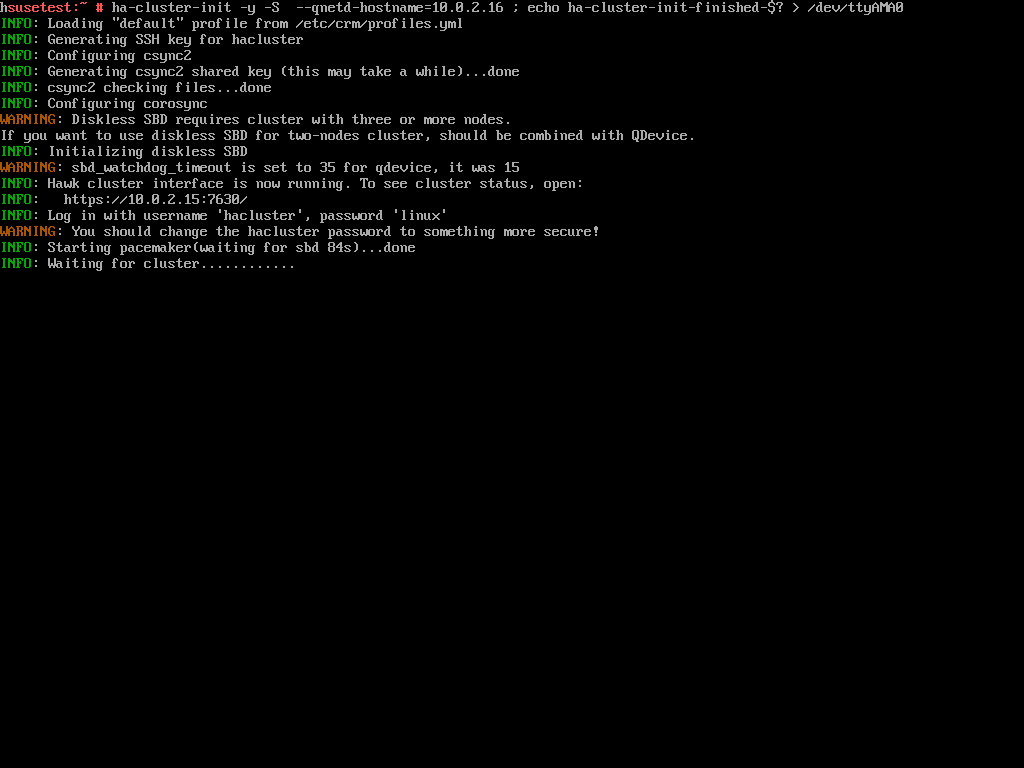 hsusetest:~ # ha-cluster-init -y -S  --qnetd-hostname=10.0.2.16 ; echo ha-cluster-init-finished-$? > /dev/ttyAMA0
INFO: Loading "default" profile from /etc/crm/profiles.yml
INFO: Generating SSH key for hacluster
INFO: Configuring csync2
INFO: Generating csync2 shared key (this may take a while)...done
INFO: csync2 checking files...done
INFO: Configuring corosync
WARNING: Diskless SBD requires cluster with three or more nodes.
If you want to use diskless SBD for two-nodes cluster, should be combined with QDevice.
INFO: Initializing diskless SBD
WARNING: sbd_watchdog_timeout is set to 35 for qdevice, it was 15
INFO: Hawk cluster interface is now running. To see cluster status, open:
INFO:   https://10.0.2.15:7630/
INFO: Log in with username 'hacluster', password 'linux'
WARNING: You should change the hacluster password to something more secure!
INFO: Starting pacemaker(waiting for sbd 84s)...done
INFO: Waiting for cluster............